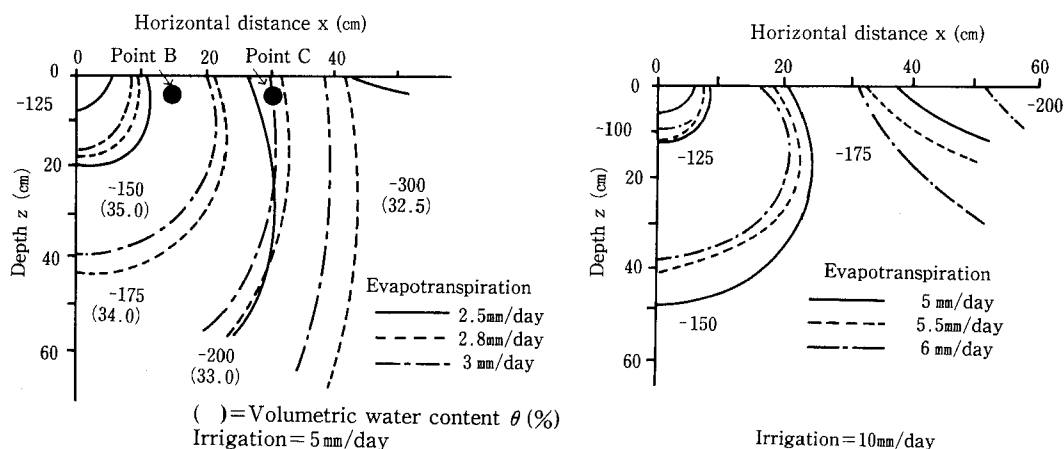 Horizontal distance x (cm)
Point B
Point C
0
20
40
0
20
40
60
Depth z (cm)
-125
-150
(35.0)
-175
(34.0)
-200
(33.0)
-300
(32.5)
Evapotranspiration
2.5mm/day
2.8mm/day
3 mm/day
( )=Volumetric water content θ (%)
Irrigation=5mm/day
Horizontal distance x (cm)
0
20
40
60
0
20
40
60
Depth z (cm)
-100
-125
-150
-175
-200
Evapotranspiration
5 mm/day
5.5mm/day
6 mm/day
Irrigation=10mm/day